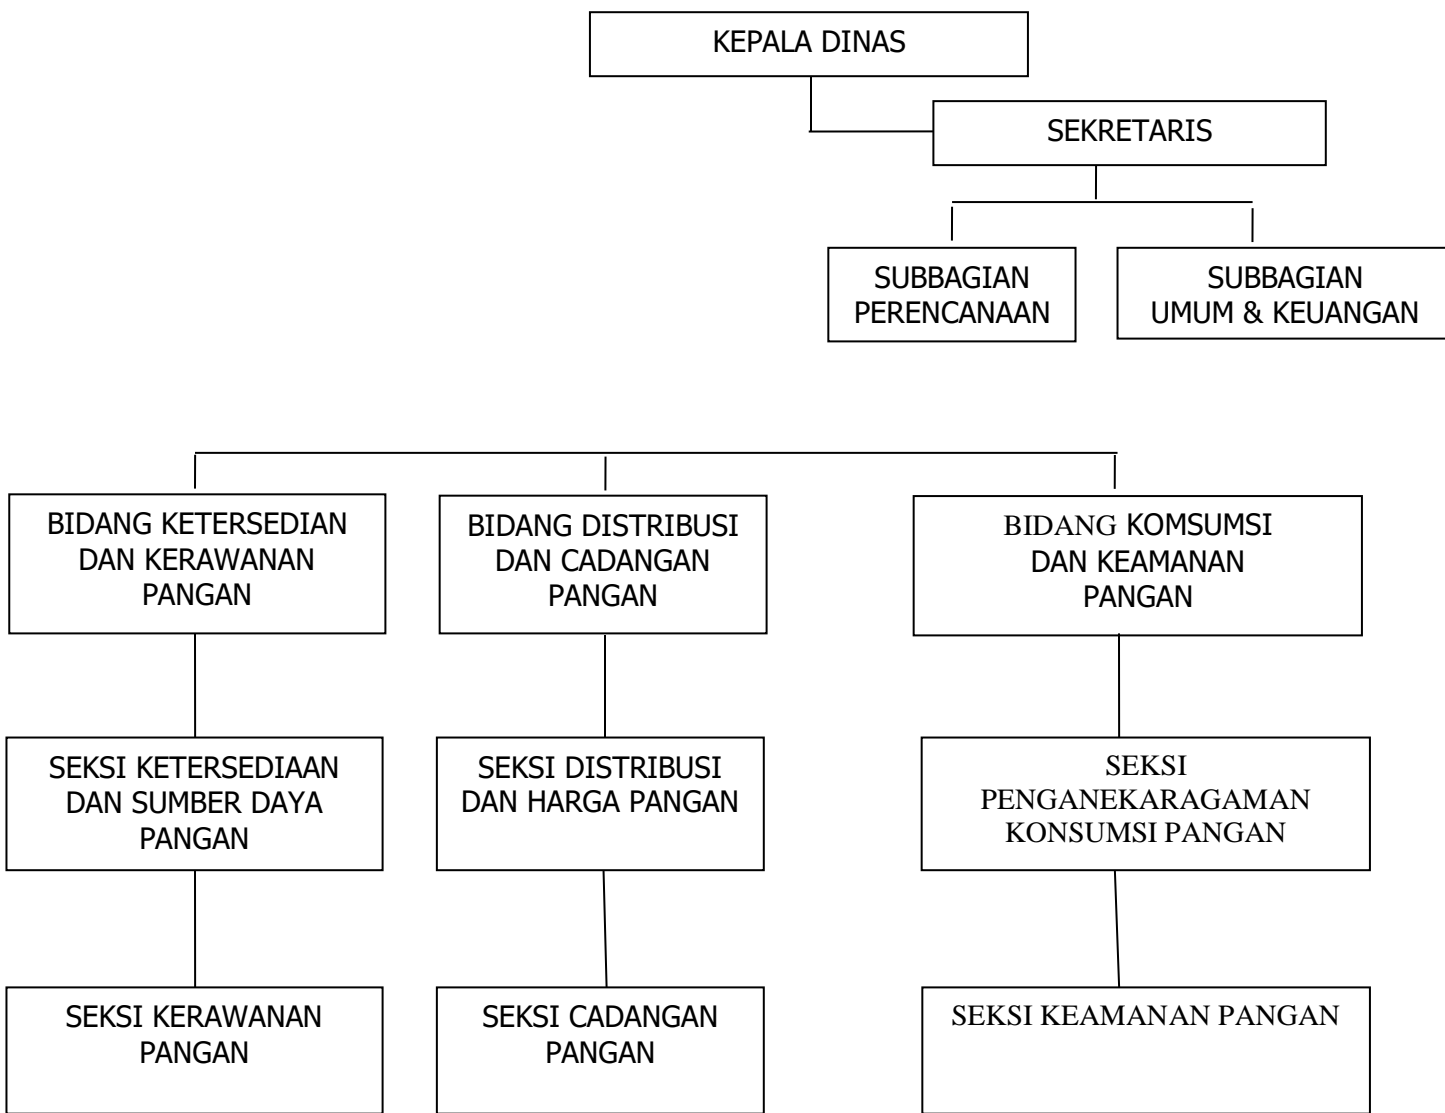 KEPALA DINAS
SEKRETARIS
SUBBAGIAN
PERENCANAAN
SUBBAGIAN
UMUM & KEUANGAN
BIDANG KETERSEDIAN
DAN KERAWANAN
PANGAN
BIDANG DISTRIBUSI
DAN CADANGAN
PANGAN
BIDANG KOMSUMSI
DAN KEAMANAN
PANGAN
SEKSI KETERSEDIAAN
DAN SUMBER DAYA
PANGAN
SEKSI DISTRIBUSI
DAN HARGA PANGAN
SEKSI
PENGANEKARAGAMAN
KONSUMSI PANGAN
SEKSI KERAWANAN
PANGAN
SEKSI CADANGAN
PANGAN
SEKSI KEAMANAN PANGAN